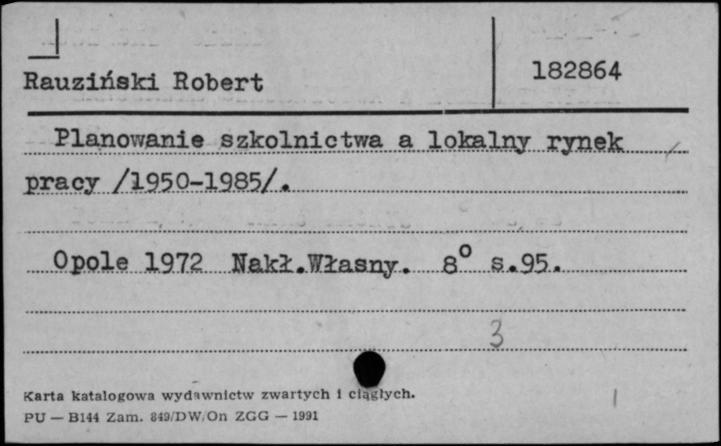 Rauziński Robert
182864
Planowanie szkolnictwa a lokalny rynek
pracy /1950-1985/.
Opole 1972 Nakł.Własny. 8° s.95.
3
Karta katalogowa wydawnictw zwartych i ciągłych.
PU — B144 Zam. 849/DW/On ZGG — 1991